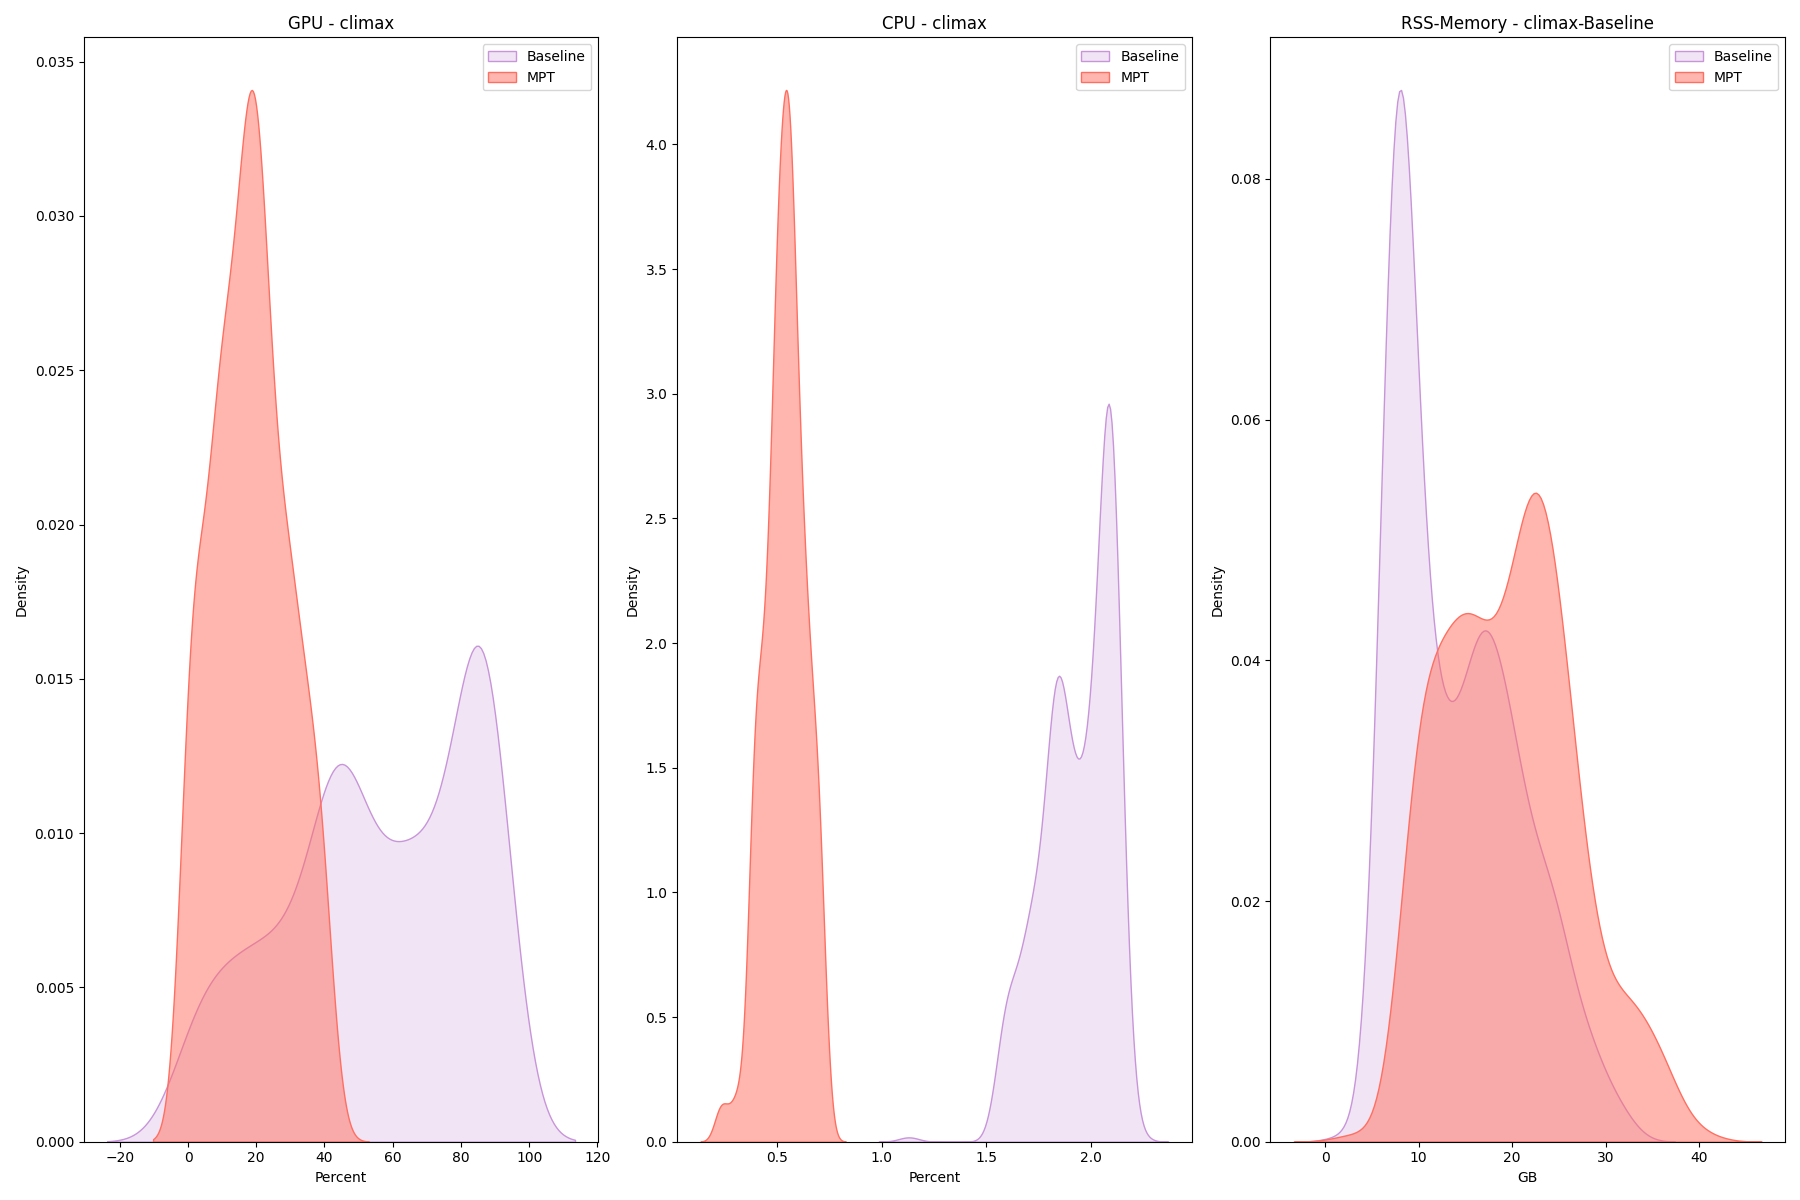 GPU - climax
Baseline
MPT
0.035
0.030
0.025
0.020
0.015
0.010
0.005
0.000
Density
−20 0 20 40 60 80 100 120
Percent
CPU - climax
Baseline
MPT
4.0
3.5
3.0
2.5
2.0
1.5
1.0
0.5
0.0
Density
0.5 1.0 1.5 2.0
Percent
RSS-Memory - climax-Baseline
Baseline
MPT
0.08
0.06
0.04
0.02
0.00
Density
0 10 20 30 40
GB